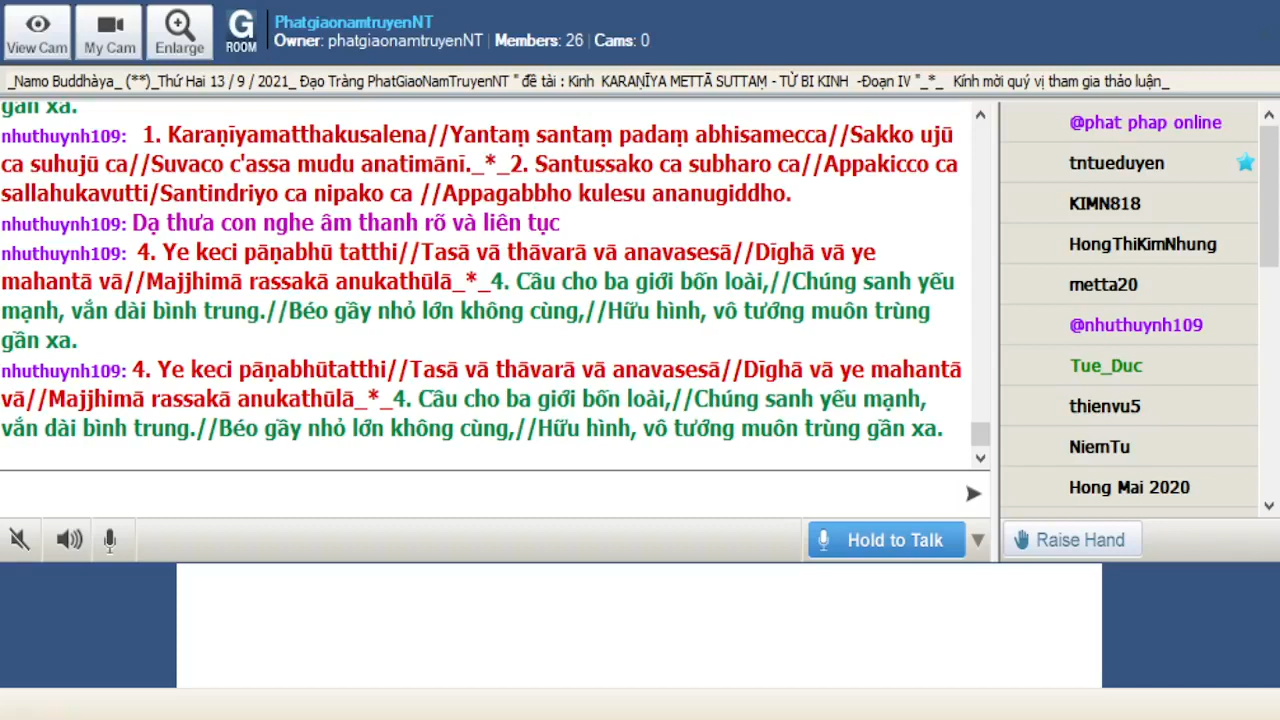 View Cam
My Cam
Enlarge
G
ROOM
PhatgiaonamtruyenNT
Owner: phatgiaonamtruyenNT | Members: 26 | Cams: 0
_Namo Buddhàya_ (**)_Thứ Hai 13 / 9 / 2021_ Đạo Tràng PhatGiaoNamTruyenNT " đề tài : Kinh KARAṆĪYA METTĀ SUTTAṂ - TỪ BI KINH -Đoạn IV "_*_ Kính mời quý vị tham gia thảo luận_
gần xa.
nhuthuynh109: 1. Karaṇīyamatthakusalena//Yantaṃ santaṃ padaṃ abhisamecca//Sakko ujū
ca suhujū ca//Suvaco c'assa mudu anatimānī._*_2. Santussako ca subharo ca//Appakicco ca
sallahukavutti/Santindriyo ca nipako ca //Appagabbho kulesu ananugiddho.
nhuthuynh109: Dạ thưa con nghe âm thanh rõ và liên tục
nhuthuynh109: 4. Ye keci pāṇabhū tatthi//Tasā vā thāvarā vā anavasesā//Dīghā vā ye
mahantā vā//Majjhimā rassakā anukathūlā_*_4. Cầu cho ba giới bốn loài,//Chúng sanh yếu
mạnh, vắn dài bình trung.//Béo gầy nhỏ lớn không cùng,//Hữu hình, vô tướng muôn trùng
gần xa.
nhuthuynh109: 4. Ye keci pāṇabhūtatthi//Tasā vā thāvarā vā anavasesā//Dīghā vā ye mahantā
vā//Majjhimā rassakā anukathūlā_*_4. Cầu cho ba giới bốn loài,//Chúng sanh yếu mạnh,
vắn dài bình trung.//Béo gầy nhỏ lớn không cùng,//Hữu hình, vô tướng muôn trùng gần xa.
@phat phap online
tntueduyen
KIMN818
HongThiKimNhung
metta20
@nhuthuynh109
Tue_Duc
thienvu5
NiemTu
Hong Mai 2020
Hold to Talk
Raise Hand